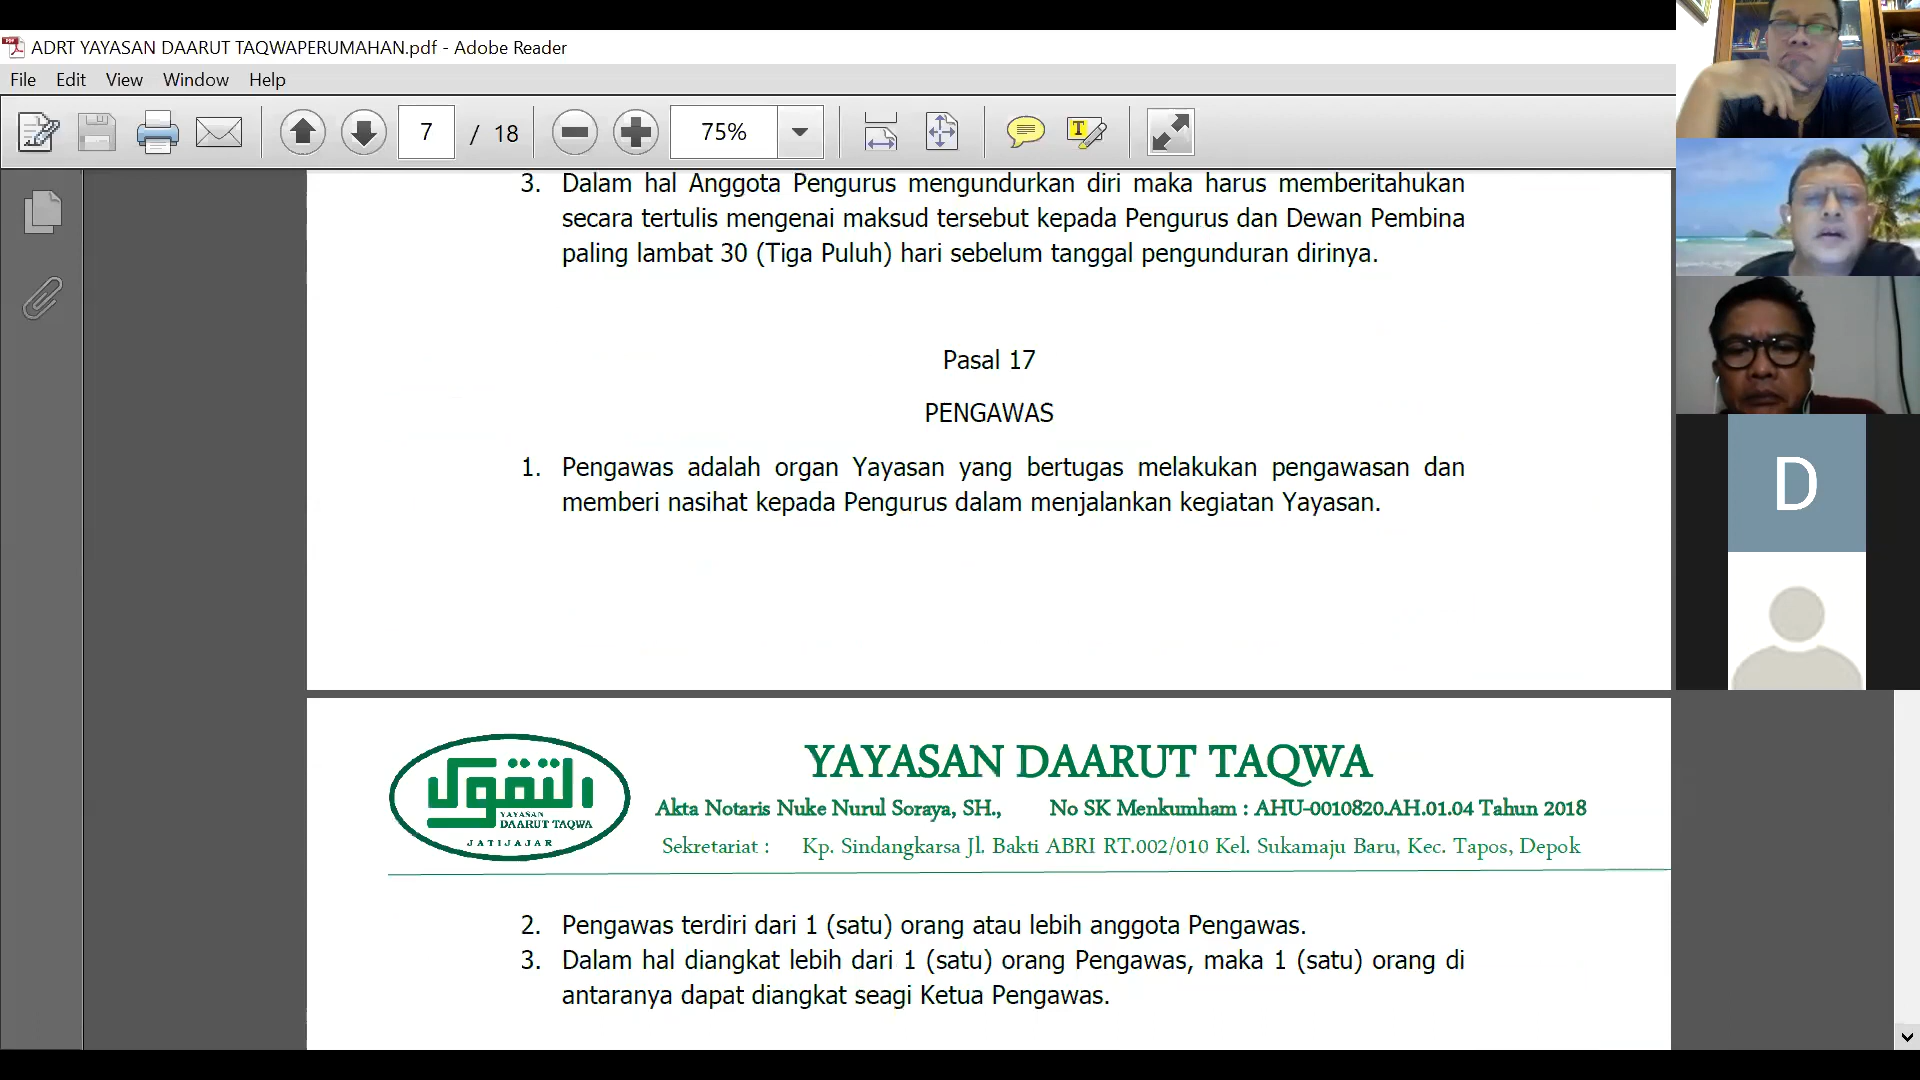 ADRT YAYASAN DAARUT TAQWAPERUMAHAN.pdf - Adobe Reader
File Edit View Window Help
7 / 18 75%
3. Dalam hal Anggota Pengurus mengundurkan diri maka harus memberitahukan
secara tertulis mengenai maksud tersebut kepada Pengurus dan Dewan Pembina
paling lambat 30 (Tiga Puluh) hari sebelum tanggal pengunduran dirinya.
Pasal 17
PENGAWAS
1. Pengawas adalah organ Yayasan yang bertugas melakukan pengawasan dan
memberi nasihat kepada Pengurus dalam menjalankan kegiatan Yayasan.
D
التقوى
YAYASAN
DAARUT TAQWA
JATIJAJAR
YAYASAN DAARUT TAQWA
Akta Notaris Nuke Nurul Soraya, SH., No SK Menkumham : AHU-0010820.AH.01.04 Tahun 2018
Sekretariat : Kp. Sindangkarsa Jl. Bakti ABRI RT.002/010 Kel. Sukamaju Baru, Kec. Tapos, Depok
2. Pengawas terdiri dari 1 (satu) orang atau lebih anggota Pengawas.
3. Dalam hal diangkat lebih dari 1 (satu) orang Pengawas, maka 1 (satu) orang di
antaranya dapat diangkat seagi Ketua Pengawas.